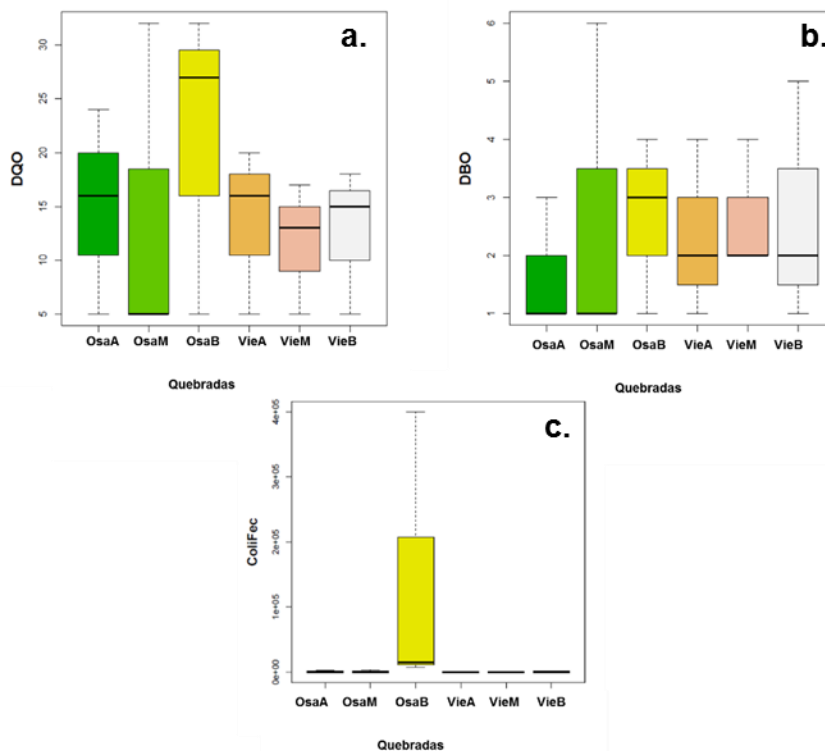 a.
DQO
30
25
20
15
10
5
OsaA OsaM OsaB VieA VieM VieB
Quebradas
b.
DBO
6
5
4
3
2
1
OsaA OsaM OsaB VieA VieM VieB
Quebradas
c.
ColiFec
4e+05
3e+05
2e+05
1e+05
0e+00
OsaA OsaM OsaB VieA VieM VieB
Quebradas